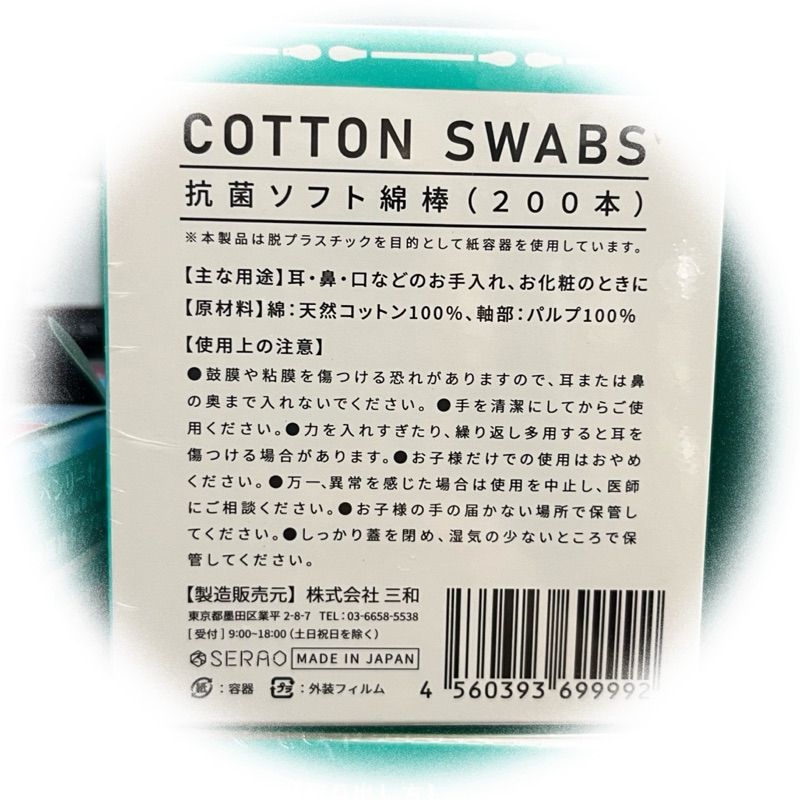 COTTON SWABS
抗菌ソフト綿棒(200本)
※本製品は脱プラスチックを目的として紙容器を使用しています。
【主な用途】耳・鼻・口などのお手入れ、お化粧のときに
【原材料】綿：天然コットン100%、軸部：パルプ100%
【使用上の注意】
●鼓膜や粘膜を傷つける恐れがありますので、耳または鼻
の奥まで入れないでください。●手を清潔にしてからご使
用ください。●力を入れすぎたり、繰り返し多用すると耳を
傷つける場合があります。●お子様だけでの使用はおやめ
ください。●万一、異常を感じた場合は使用を中止し、医師
にご相談ください。●お子様の手の届かない場所で保管し
てください。●しっかり蓋を閉め、湿気の少ないところで保
管してください。
【製造販売元】株式会社 三和
東京都墨田区業平 2-8-7 TEL：03-6658-5538
[受付] 9:00~18:00（土日祝日を除く）
SERAO MADE IN JAPAN
紙：容器 プラ：外装フィルム
4 560393 699992